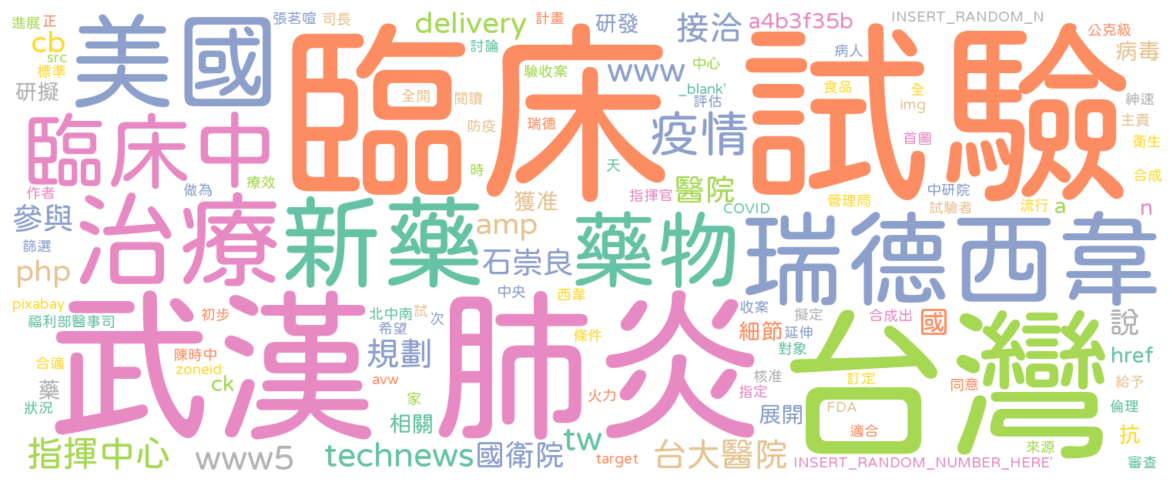 進展 正 張茗喧 司長 delivery 計畫 研發 接洽 a4b3f35b INSERT_RANDOM_N 公克級
cb 美國 臨床試驗 討論 病人 病毒
src
標準 驗收案 www 中心 食品 全 神速
研擬 全開 閱讀 _blank' 評估 img 主責
臨床中 防疫 瑞德 疫情 首圖 衛生
療效 時 天 合成
作者 做為 指揮官 醫院 管理局 中研院
參與 治療 新藥 獲准 COVID 試驗者 流行 a n
篩選 amp 藥物 瑞德西韋
php 石崇良
pixabay 中央 西韋 收案
福利部醫事司 初步 北中南 試 次 擬定 合成出 國 說
武漢肺炎 希望 細節 延伸 台灣
合適 陳時中 規劃 條件 對象 href
zoneid
藥 ck avw 家 火力 核准 訂定 同意 給予
狀況 相關 指定 展開 FDA 倫理
指揮中心 www5 technews 國衛院 tw 台大醫院 適合 抗
target 來源
INSERT_RANDOM_NUMBER_HERE' 審查